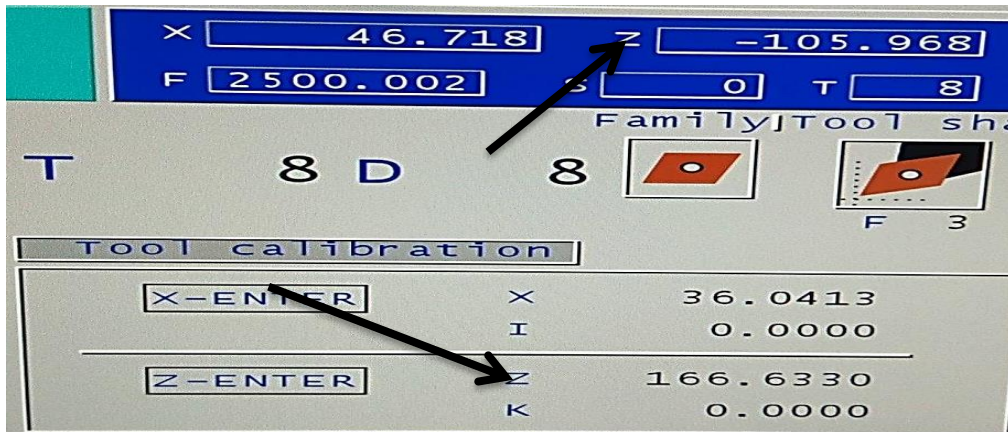 X 46.718 Z -105.968
F 2500.002 S 0 T 8
Family Tool sha
T 8 D 8
F 3
Tool calibration
X-ENTER X 36.0413
I 0.0000
Z-ENTER Z 166.6330
K 0.0000